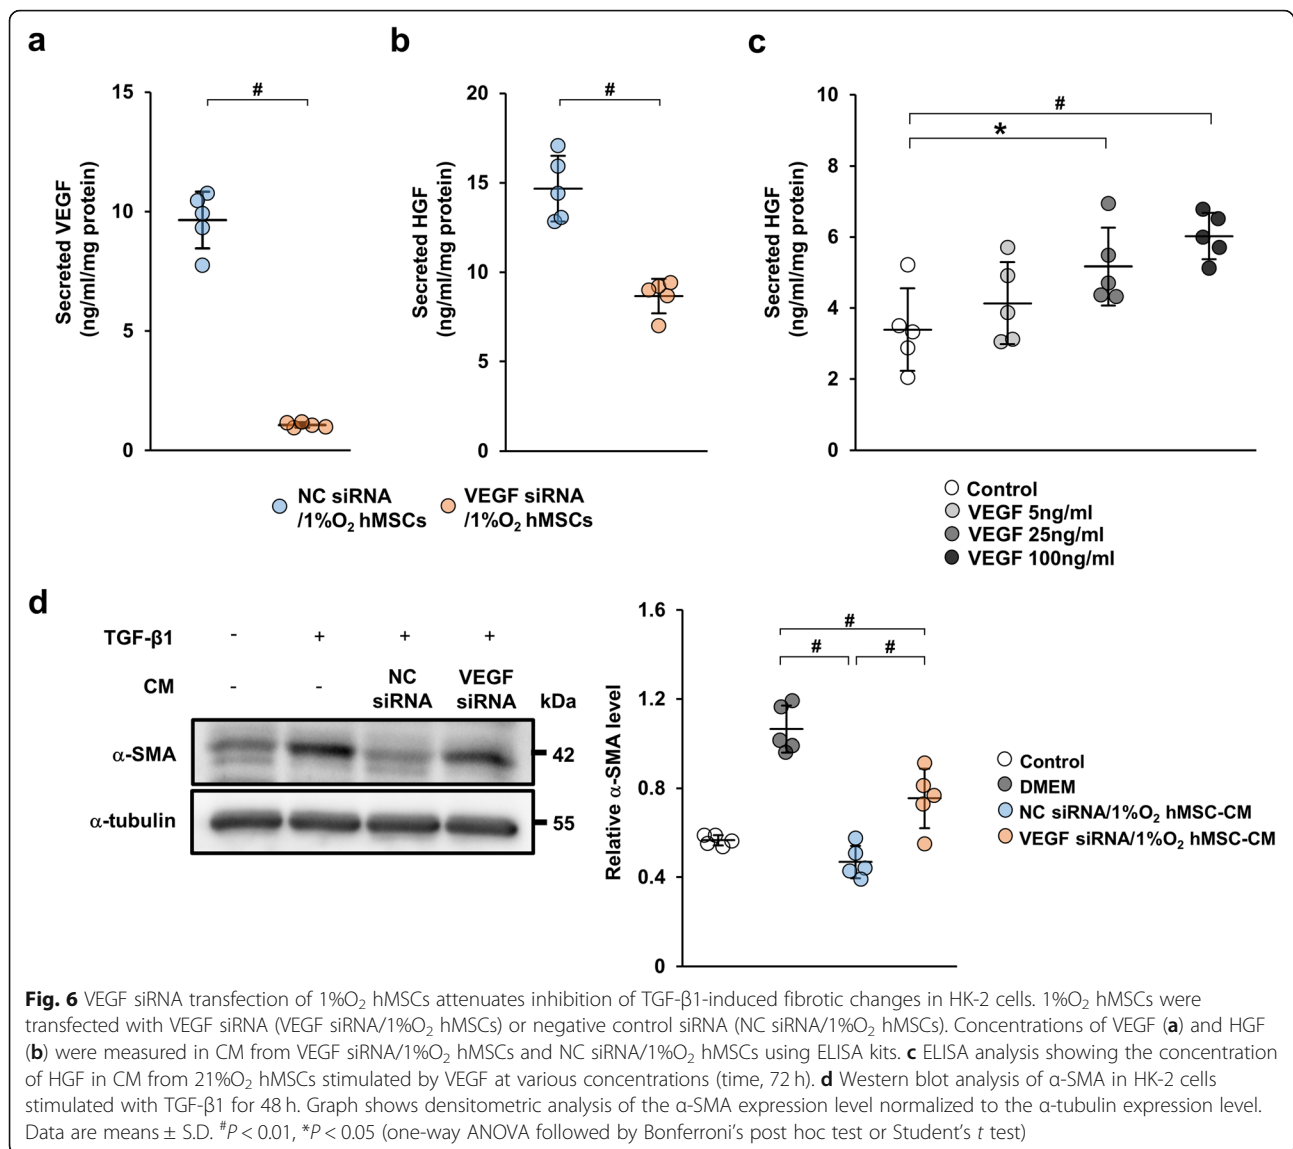 a
b
c
#
#
#
*
15
10
5
0
Secreted VEGF
(ng/ml/mg protein)
20
15
10
5
0
Secreted HGF
(ng/ml/mg protein)
10
8
6
4
2
0
Secreted HGF
(ng/ml/mg protein)
NC siRNA
/1%O₂ hMSCs
VEGF siRNA
/1%O₂ hMSCs
Control
VEGF 5ng/ml
VEGF 25ng/ml
VEGF 100ng/ml
d
TGF-β1 - + + +
CM - - NC siRNA VEGF siRNA kDa
α-SMA 42
α-tubulin 55
1.6
1.2
0.8
0.4
0
Relative α-SMA level
#
# #
Control
DMEM
NC siRNA/1%O₂ hMSC-CM
VEGF siRNA/1%O₂ hMSC-CM
Fig. 6 VEGF siRNA transfection of 1%O₂ hMSCs attenuates inhibition of TGF-β1-induced fibrotic changes in HK-2 cells. 1%O₂ hMSCs were
transfected with VEGF siRNA (VEGF siRNA/1%O₂ hMSCs) or negative control siRNA (NC siRNA/1%O₂ hMSCs). Concentrations of VEGF (a) and HGF
(b) were measured in CM from VEGF siRNA/1%O₂ hMSCs and NC siRNA/1%O₂ hMSCs using ELISA kits. c ELISA analysis showing the concentration
of HGF in CM from 21%O₂ hMSCs stimulated by VEGF at various concentrations (time, 72 h). d Western blot analysis of α-SMA in HK-2 cells
stimulated with TGF-β1 for 48 h. Graph shows densitometric analysis of the α-SMA expression level normalized to the α-tubulin expression level.
Data are means ± S.D. #P < 0.01, *P < 0.05 (one-way ANOVA followed by Bonferroni's post hoc test or Student's t test)